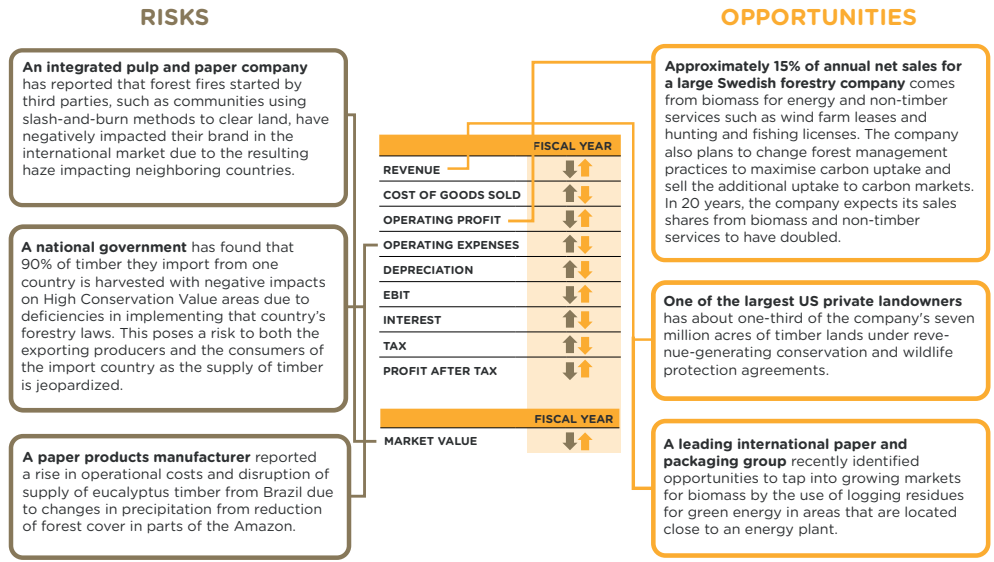 RISKS
An integrated pulp and paper company
has reported that forest fires started by
third parties, such as communities using
slash-and-burn methods to clear land, have
negatively impacted their brand in the
international market due to the resulting
haze impacting neighboring countries.
A national government has found that
90% of timber they import from one
country is harvested with negative impacts
on High Conservation Value areas due to
deficiencies in implementing that country's
forestry laws. This poses a risk to both the
exporting producers and the consumers of
the import country as the supply of timber
is jeopardized.
A paper products manufacturer reported
a rise in operational costs and disruption of
supply of eucalyptus timber from Brazil due
to changes in precipitation from reduction
of forest cover in parts of the Amazon.
FISCAL YEAR
REVENUE
COST OF GOODS SOLD
OPERATING PROFIT
OPERATING EXPENSES
DEPRECIATION
EBIT
INTEREST
TAX
PROFIT AFTER TAX
FISCAL YEAR
MARKET VALUE
OPPORTUNITIES
Approximately 15% of annual net sales for
a large Swedish forestry company comes
from biomass for energy and non-timber
services such as wind farm leases and
hunting and fishing licenses. The company
also plans to change forest management
practices to maximise carbon uptake and
sell the additional uptake to carbon markets.
In 20 years, the company expects its sales
shares from biomass and non-timber
services to have doubled.
One of the largest US private landowners
has about one-third of the company's seven
million acres of timber lands under reve-
nue-generating conservation and wildlife
protection agreements.
A leading international paper and
packaging group recently identified
opportunities to tap into growing markets
for biomass by the use of logging residues
for green energy in areas that are located
close to an energy plant.